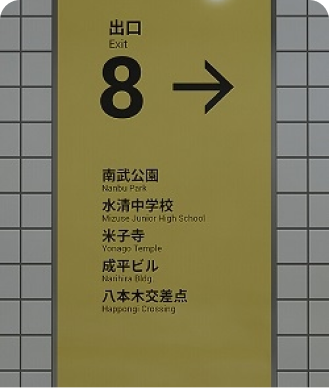 出口
Exit
8 →
南武公園
Nanbu Park
水清中学校
Mizuse Junior High School
米子寺
Yonago Temple
成平ビル
Narihira Bldg.
八本木交差点
Happongi Crossing